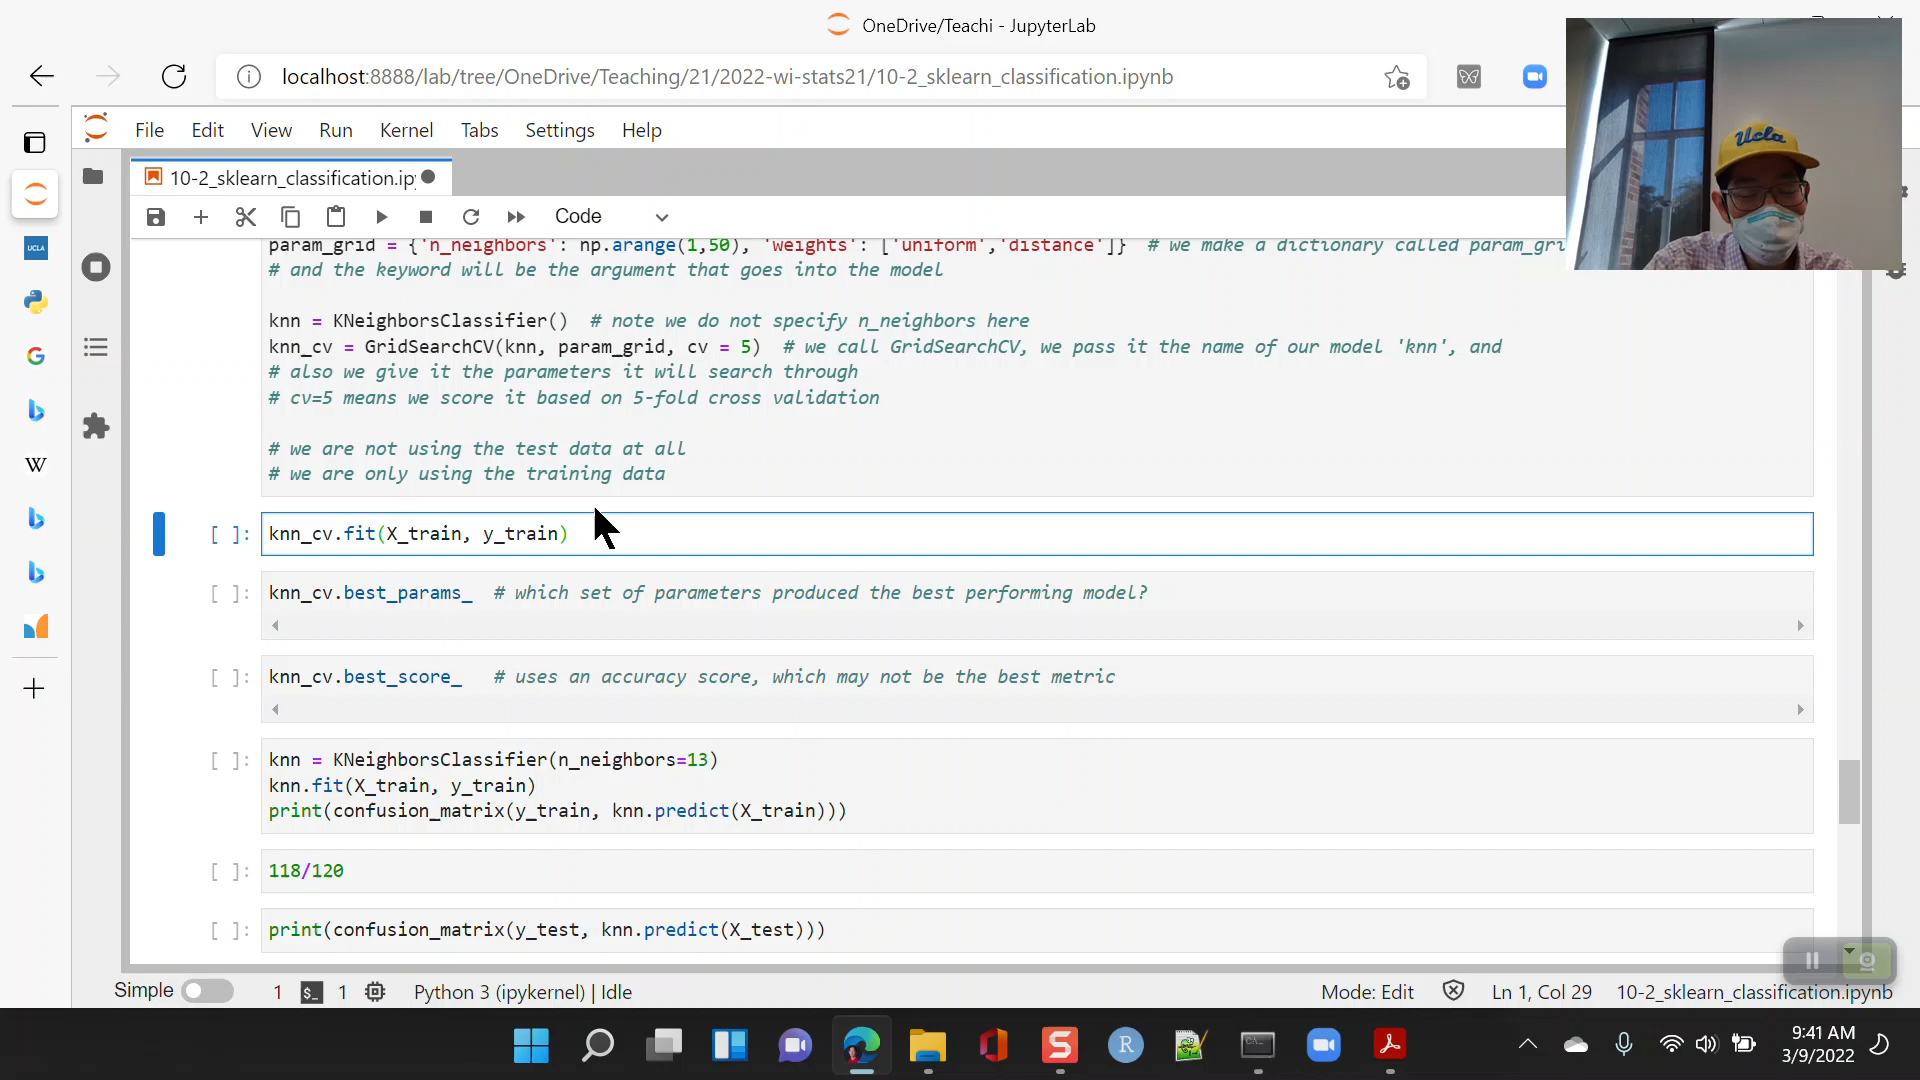 OneDrive/Teachi - JupyterLab
localhost:8888/lab/tree/OneDrive/Teaching/21/2022-wi-stats21/10-2_sklearn_classification.ipynb
File Edit View Run Kernel Tabs Settings Help
10-2_sklearn_classification.ipy
Code
param_grid = {'n_neighbors': np.arange(1,50), 'weights': ['uniform','distance']} # we make a dictionary called param_gri
# and the keyword will be the argument that goes into the model
knn = KNeighborsClassifier() # note we do not specify n_neighbors here
knn_cv = GridSearchCV(knn, param_grid, cv = 5) # we call GridSearchCV, we pass it the name of our model 'knn', and
# also we give it the parameters it will search through
# cv=5 means we score it based on 5-fold cross validation
# we are not using the test data at all
# we are only using the training data
[ ]: knn_cv.fit(X_train, y_train)
[ ]: knn_cv.best_params_ # which set of parameters produced the best performing model?
[ ]: knn_cv.best_score_ # uses an accuracy score, which may not be the best metric
[ ]: knn = KNeighborsClassifier(n_neighbors=13)
knn.fit(X_train, y_train)
print(confusion_matrix(y_train, knn.predict(X_train)))
[ ]: 118/120
[ ]: print(confusion_matrix(y_test, knn.predict(X_test)))
Simple 1 $_ 1 Python 3 (ipykernel) | Idle Mode: Edit Ln 1, Col 29 10-2_sklearn_classification.ipynb
UCLA
W
Ucla
S
R
9:41 AM
3/9/2022